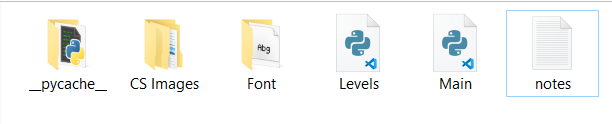 Abg
__pycache__ CS Images Font Levels Main notes